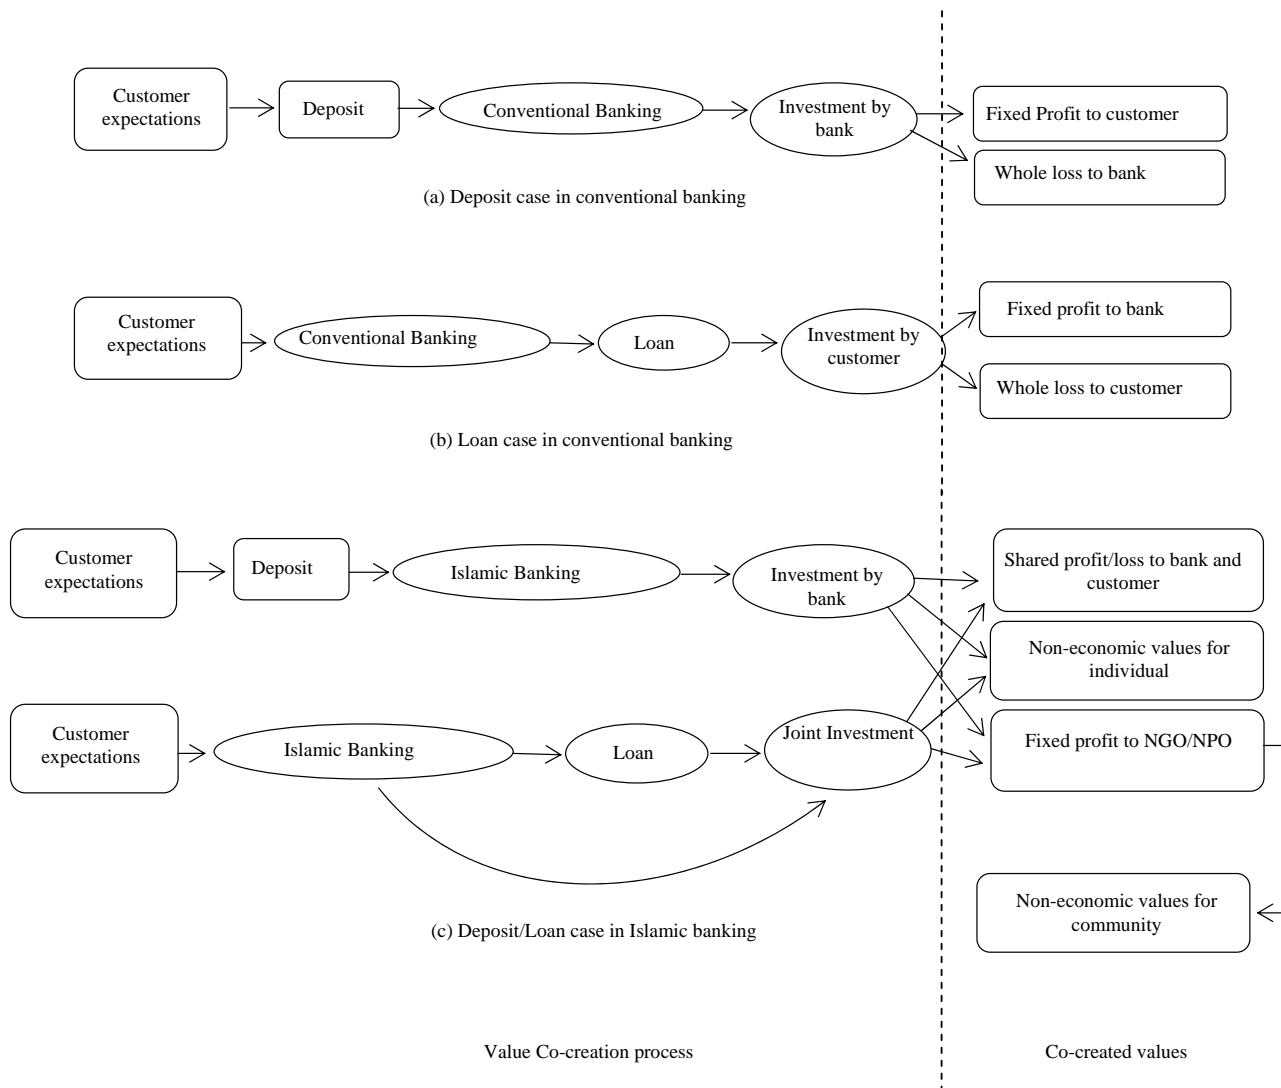 Customer
expectations
Deposit
Conventional Banking
Investment by
bank
Fixed Profit to customer
Whole loss to bank
(a) Deposit case in conventional banking
Customer
expectations
Conventional Banking
Loan
Investment by
customer
Fixed profit to bank
Whole loss to customer
(b) Loan case in conventional banking
Customer
expectations
Deposit
Islamic Banking
Investment by
bank
Shared profit/loss to bank and
customer
Non-economic values for
individual
Customer
expectations
Islamic Banking
Loan
Joint Investment
Fixed profit to NGO/NPO
Non-economic values for
community
(c) Deposit/Loan case in Islamic banking
Value Co-creation process
Co-created values